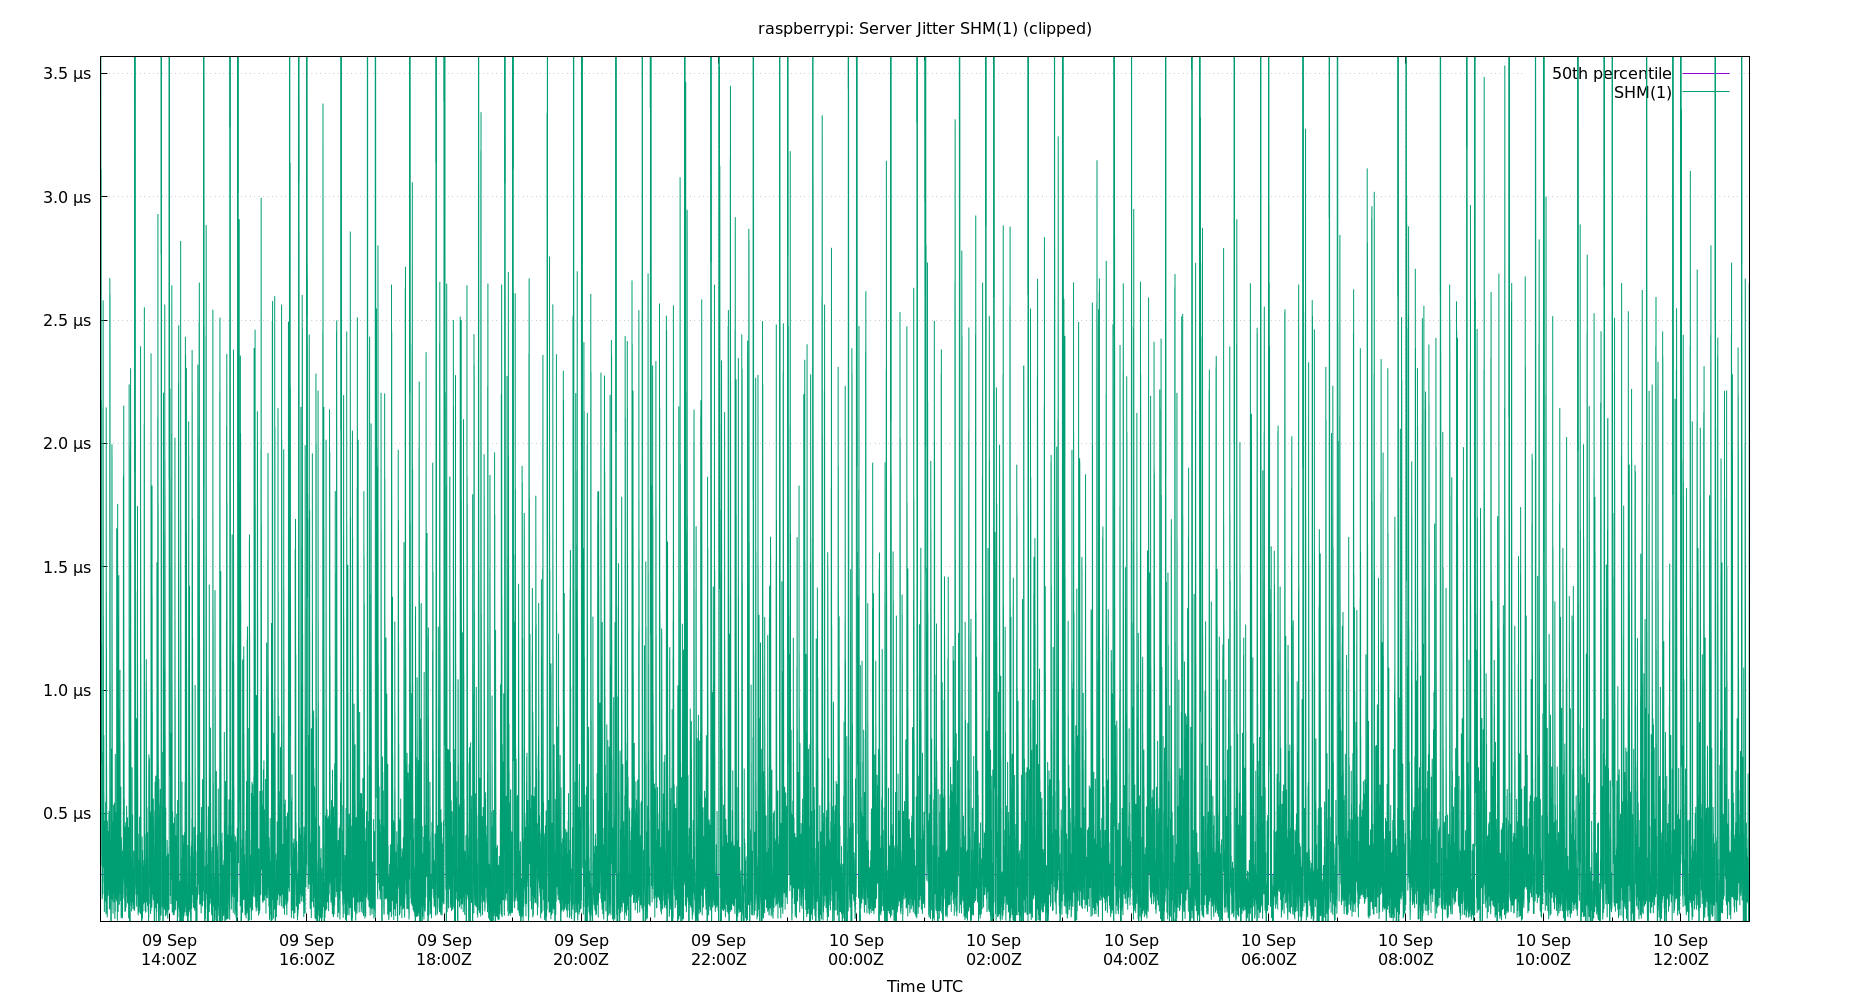 raspberrypi: Server Jitter SHM(1) (clipped)
3.5 µs
3.0 µs
2.5 µs
2.0 µs
1.5 µs
1.0 µs
0.5 µs
50th percentile
SHM(1)
09 Sep 09 Sep 09 Sep 09 Sep 09 Sep 10 Sep 10 Sep 10 Sep 10 Sep 10 Sep 10 Sep 10 Sep
14:00Z 16:00Z 18:00Z 20:00Z 22:00Z 00:00Z 02:00Z 04:00Z 06:00Z 08:00Z 10:00Z 12:00Z
Time UTC